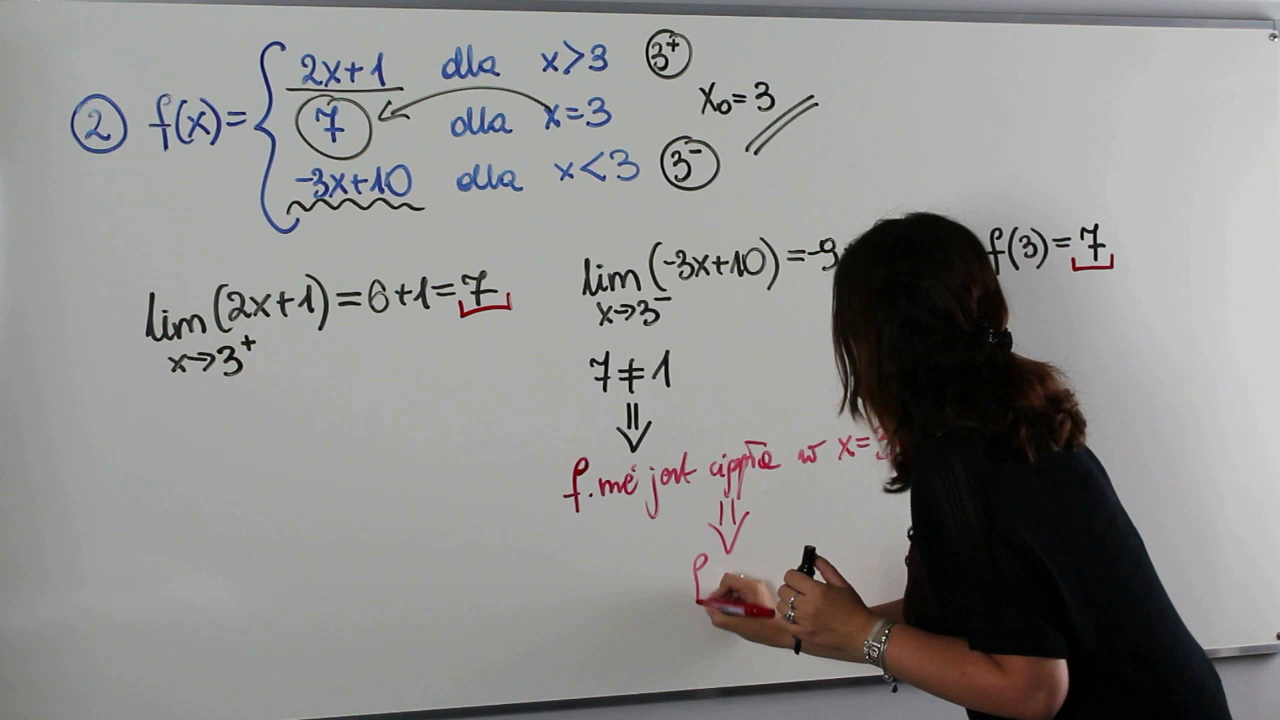 ② f(x)= { 2x+1 dla x>3 3⁺
7 dla x=3 x₀=3
-3x+10 dla x<3 3⁻
lim (2x+1)=6+1=7
x→3⁺
lim (-3x+10)=-9
x→3⁻
f(3)=7
7≠1
⇓
f. nie jest ciągła w x=3
⇓
f